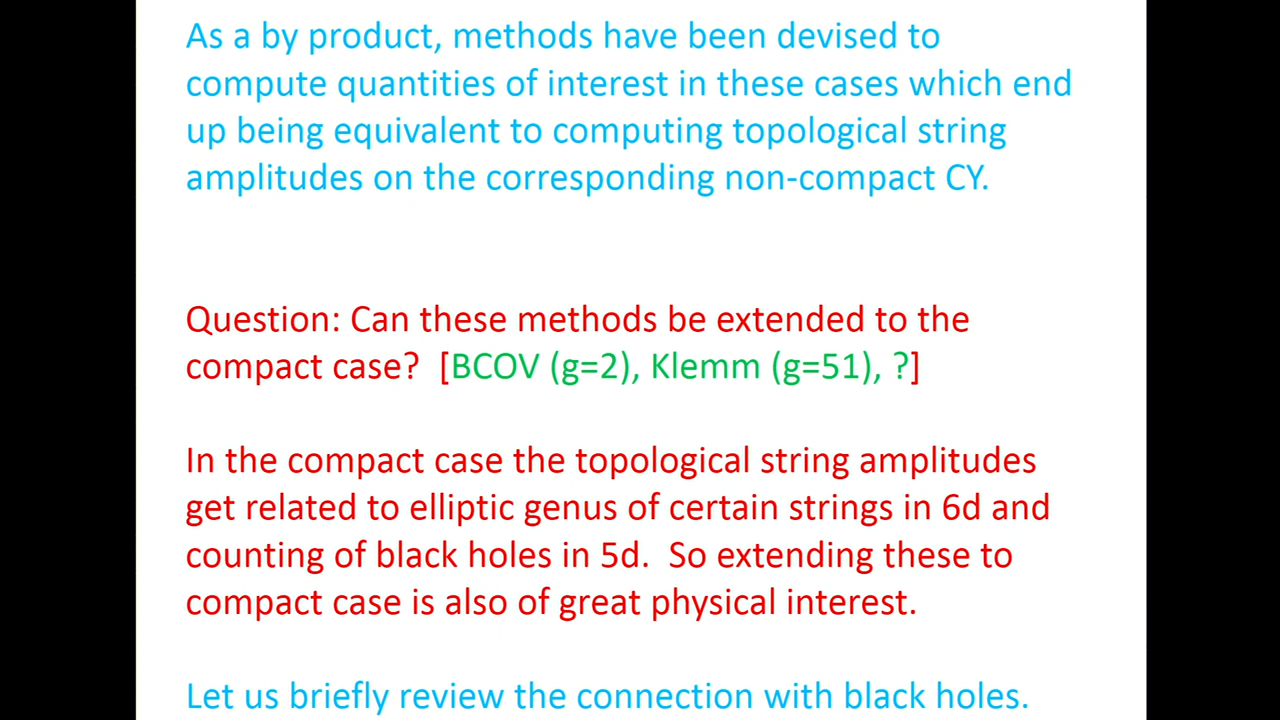 As a by product, methods have been devised to
compute quantities of interest in these cases which end
up being equivalent to computing topological string
amplitudes on the corresponding non-compact CY.
Question: Can these methods be extended to the
compact case?  [BCOV (g=2), Klemm (g=51), ?]
In the compact case the topological string amplitudes
get related to elliptic genus of certain strings in 6d and
counting of black holes in 5d.  So extending these to
compact case is also of great physical interest.
Let us briefly review the connection with black holes.